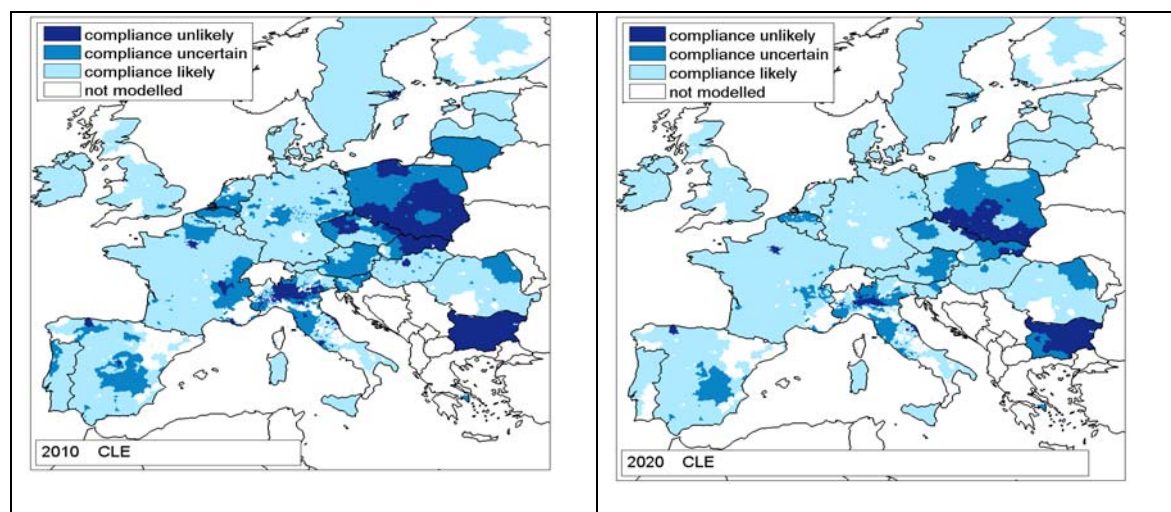 compliance unlikely
compliance uncertain
compliance likely
not modelled
2010 CLE
compliance unlikely
compliance uncertain
compliance likely
not modelled
2020 CLE